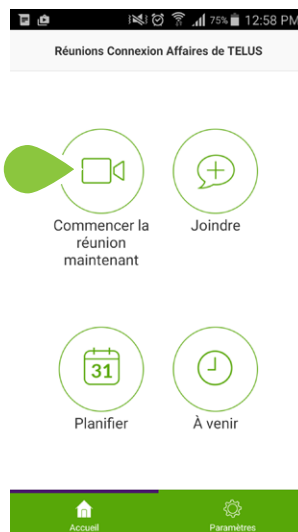 75% 12:58 PM
Réunions Connexion Affaires de TELUS
Commencer la
réunion
maintenant
Joindre
31
Planifier
À venir
Accueil
Paramètres